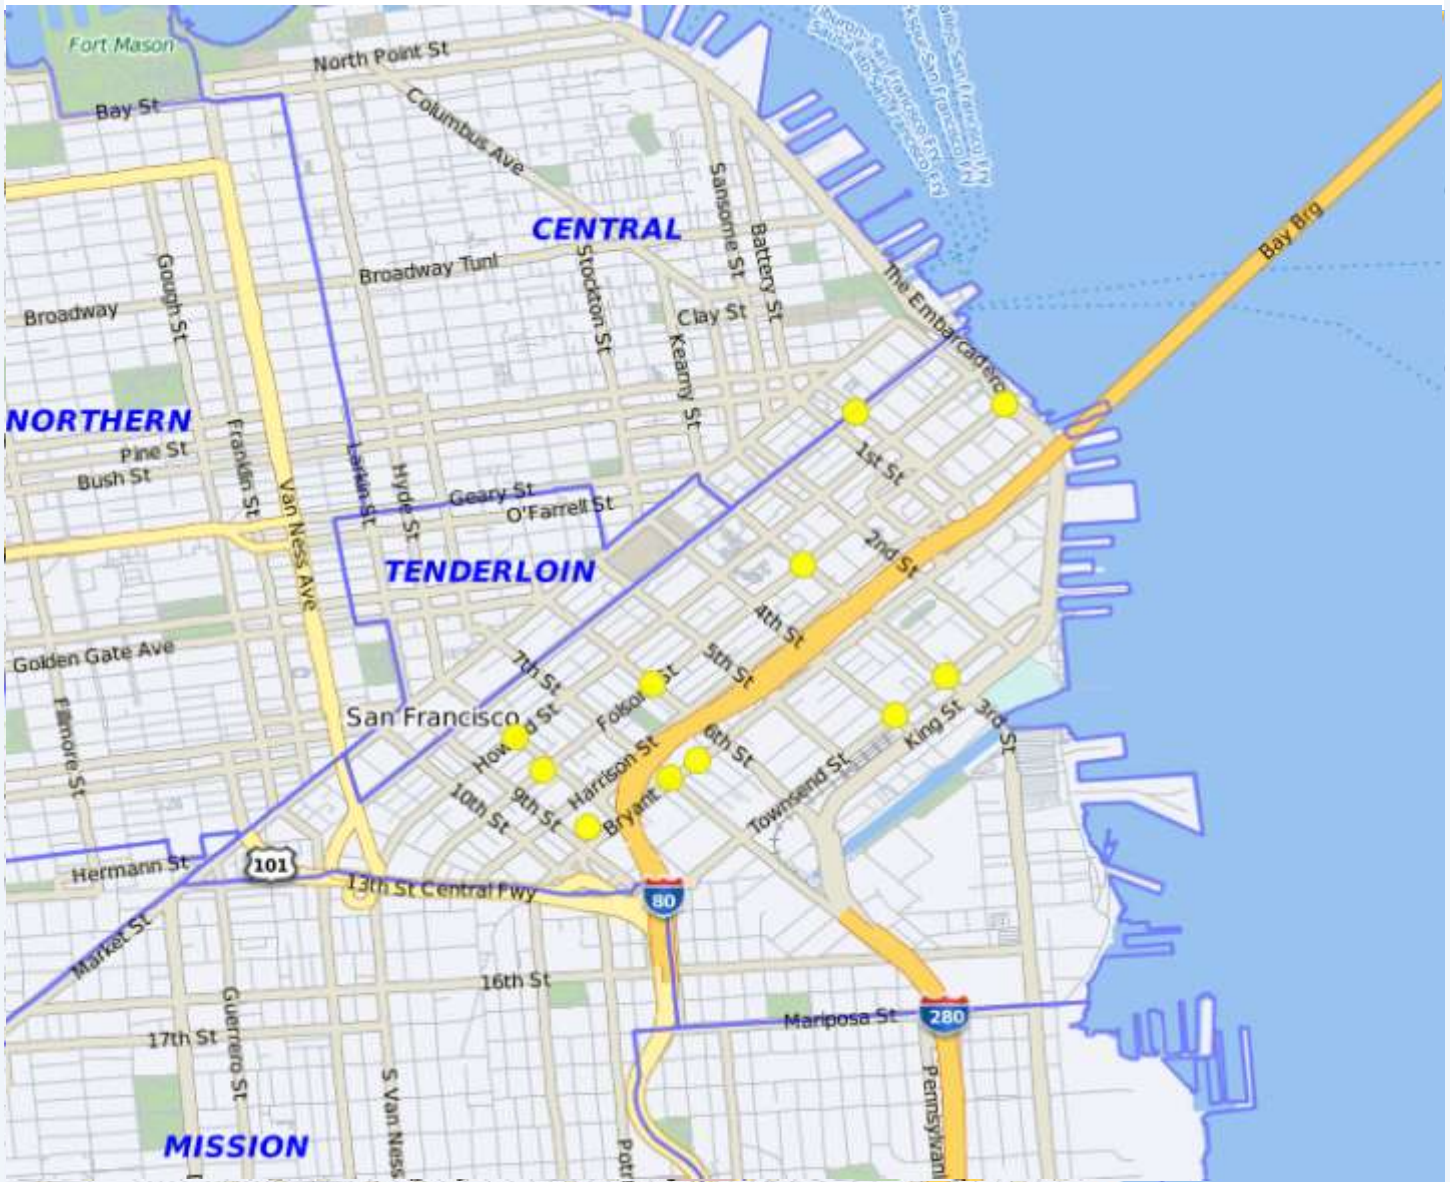 Fort Mason
North Point St
Bay St
Columbus Ave
Sansome St
Battery St
CENTRAL
Stockton St
Broadway Tunl
Gough St
Broadway
Clay St
Kearny St
The Embarcadero
Bay Brg
NORTHERN
Pine St
Bush St
Franklin St
Van Ness Ave
Larkin St
Hyde St
Geary St
O'Farrell St
1st St
2nd St
TENDERLOIN
4th St
5th St
Golden Gate Ave
7th St
Fillmore St
San Francisco
King St
3rd St
6th St
Harrison St
Townsend St
10th St
9th St
Bryant
Hermann St
101
13th St Central Fwy
80
Market St
16th St
Mariposa St
280
17th St
Guerrero St
S Van Ness
MISSION